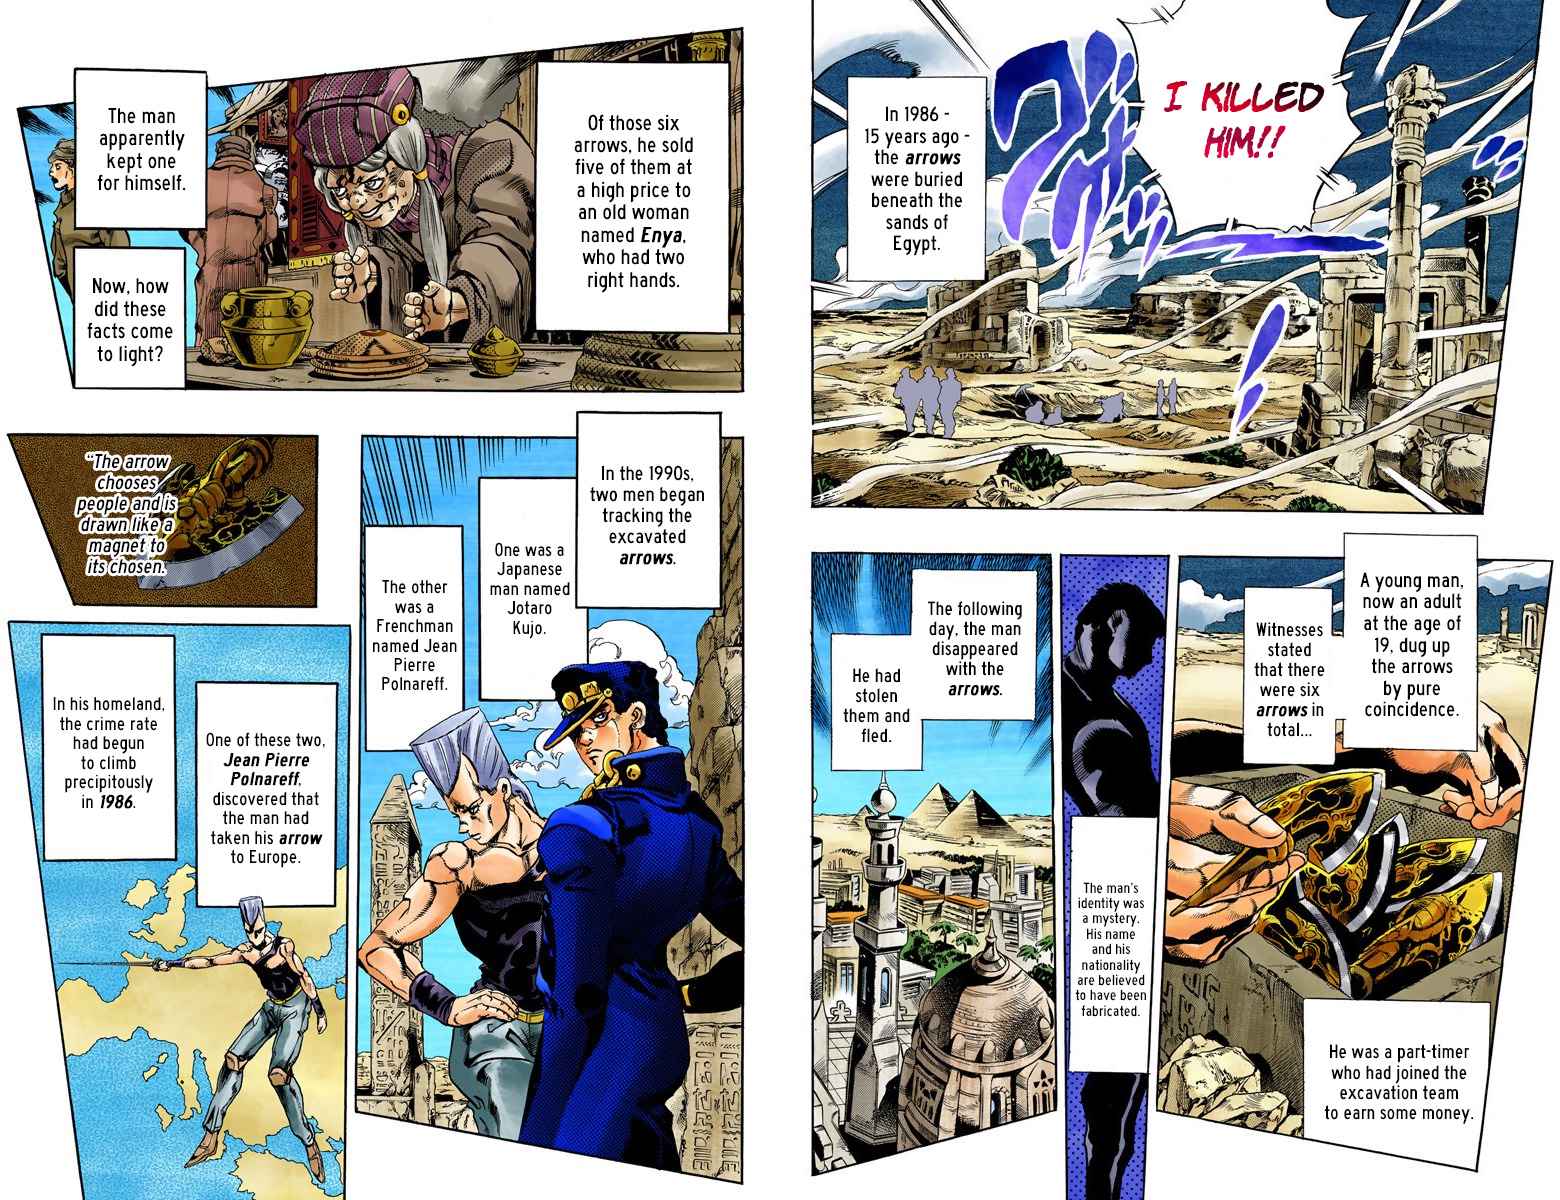 I KILLED
HIM!!
In 1986 -
15 years ago -
the arrows
were buried
beneath the
sands of
Egypt.
A young man,
now an adult
at the age of
19, dug up
the arrows
by pure
coincidence.
Witnesses
stated
that there
were six
arrows in
total...
He was a part-timer
who had joined the
excavation team
to earn some money.
The man's
identity was
a mystery.
His name
and his
nationality
are believed
to have been
fabricated.
The following
day, the man
disappeared
with the
arrows.
He had
stolen
them and
fled.
Of those six
arrows, he sold
five of them at
a high price to
an old woman
named Enya,
who had two
right hands.
The man
apparently
kept one
for himself.
Now, how
did these
facts come
to light?
In the 1990s,
two men began
tracking the
excavated
arrows.
One was a
Japanese
man named
Jotaro
Kujo.
The other
was a
Frenchman
named Jean
Pierre
Polnareff.
"The arrow
chooses
people and is
drawn like a
magnet to
its chosen.
One of these two,
Jean Pierre
Polnareff,
discovered that
the man had
taken his arrow
to Europe.
In his homeland,
the crime rate
had begun
to climb
precipitously
in 1986.